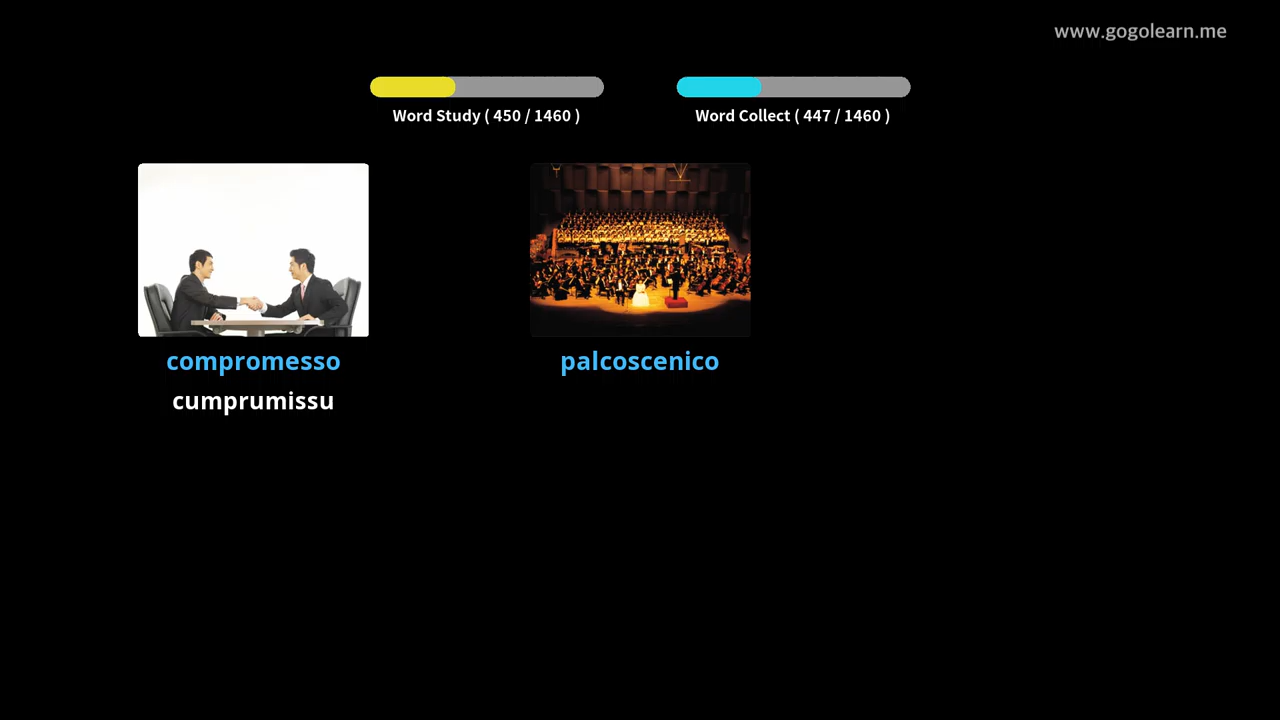 www.gogolearn.me
Word Study ( 450 / 1460 )
Word Collect ( 447 / 1460 )
compromesso
palcoscenico
cumprumissu